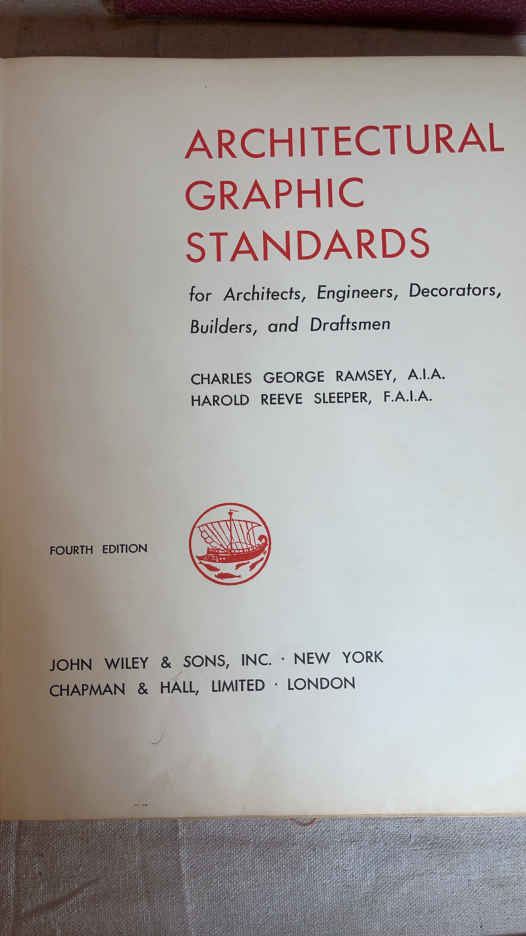 ARCHITECTURAL
GRAPHIC
STANDARDS
for Architects, Engineers, Decorators,
Builders, and Draftsmen
CHARLES GEORGE RAMSEY, A.I.A.
HAROLD REEVE SLEEPER, F.A.I.A.
FOURTH EDITION
JOHN WILEY & SONS, INC. · NEW YORK
CHAPMAN & HALL, LIMITED · LONDON